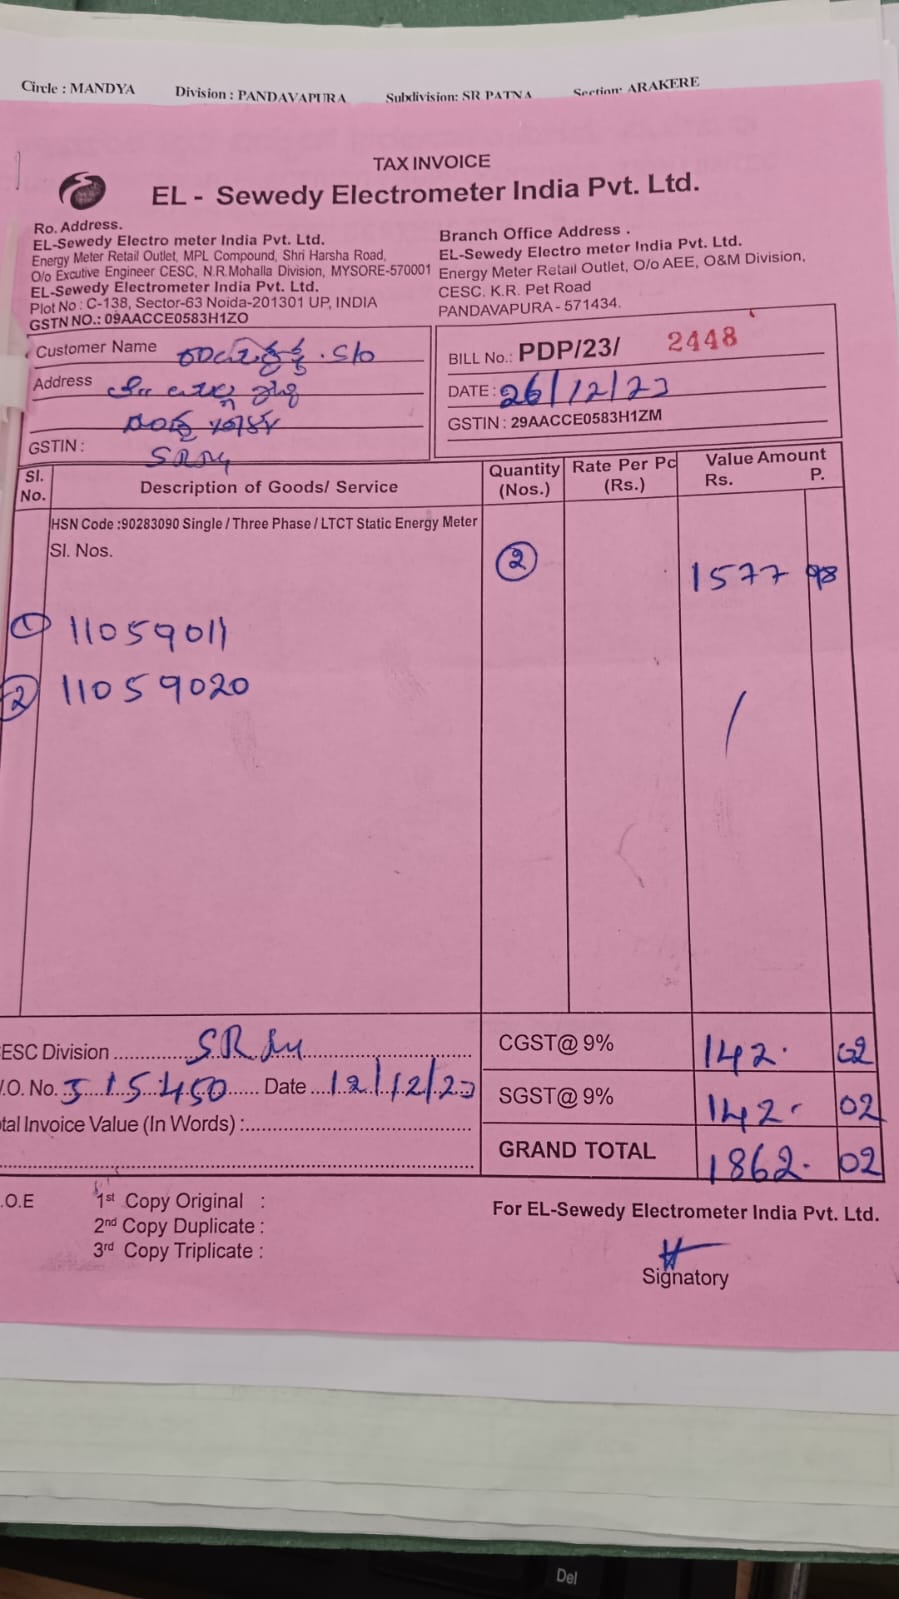 Circle : MANDYA Division : PANDAVAPURA Subdivision: SR PATNA Section: ARAKERE
TAX INVOICE
EL - Sewedy Electrometer India Pvt. Ltd.
Ro. Address.
EL-Sewedy Electro meter India Pvt. Ltd.
Energy Meter Retail Outlet, MPL Compound, Shri Harsha Road,
O/o Excutive Engineer CESC, N.R.Mohalla Division, MYSORE-570001
EL-Sewedy Electrometer India Pvt. Ltd.
Plot No : C-138, Sector-63 Noida-201301 UP, INDIA
GSTN NO.: 09AACCE0583H1ZO
Branch Office Address .
EL-Sewedy Electro meter India Pvt. Ltd.
Energy Meter Retail Outlet, O/o AEE, O&M Division,
CESC. K.R. Pet Road
PANDAVAPURA - 571434.
Customer Name S/o
Address
GSTIN :
BILL No.: PDP/23/ 2448
DATE : 26/12/23
GSTIN : 29AACCE0583H1ZM
Sl. No. Description of Goods/ Service Quantity (Nos.) Rate Per Pc (Rs.) Value Amount Rs. P.
HSN Code :90283090 Single / Three Phase / LTCT Static Energy Meter
Sl. Nos.
2 1577 98
1 11059011
2 11059020
ESC Division
.O. No. 515450 Date 12/12/23
tal Invoice Value (In Words) :
CGST@ 9% 142. 02
SGST@ 9% 142- 02
GRAND TOTAL 1862. 02
.O.E
1st Copy Original :
2nd Copy Duplicate :
3rd Copy Triplicate :
For EL-Sewedy Electrometer India Pvt. Ltd.
Signatory
Del